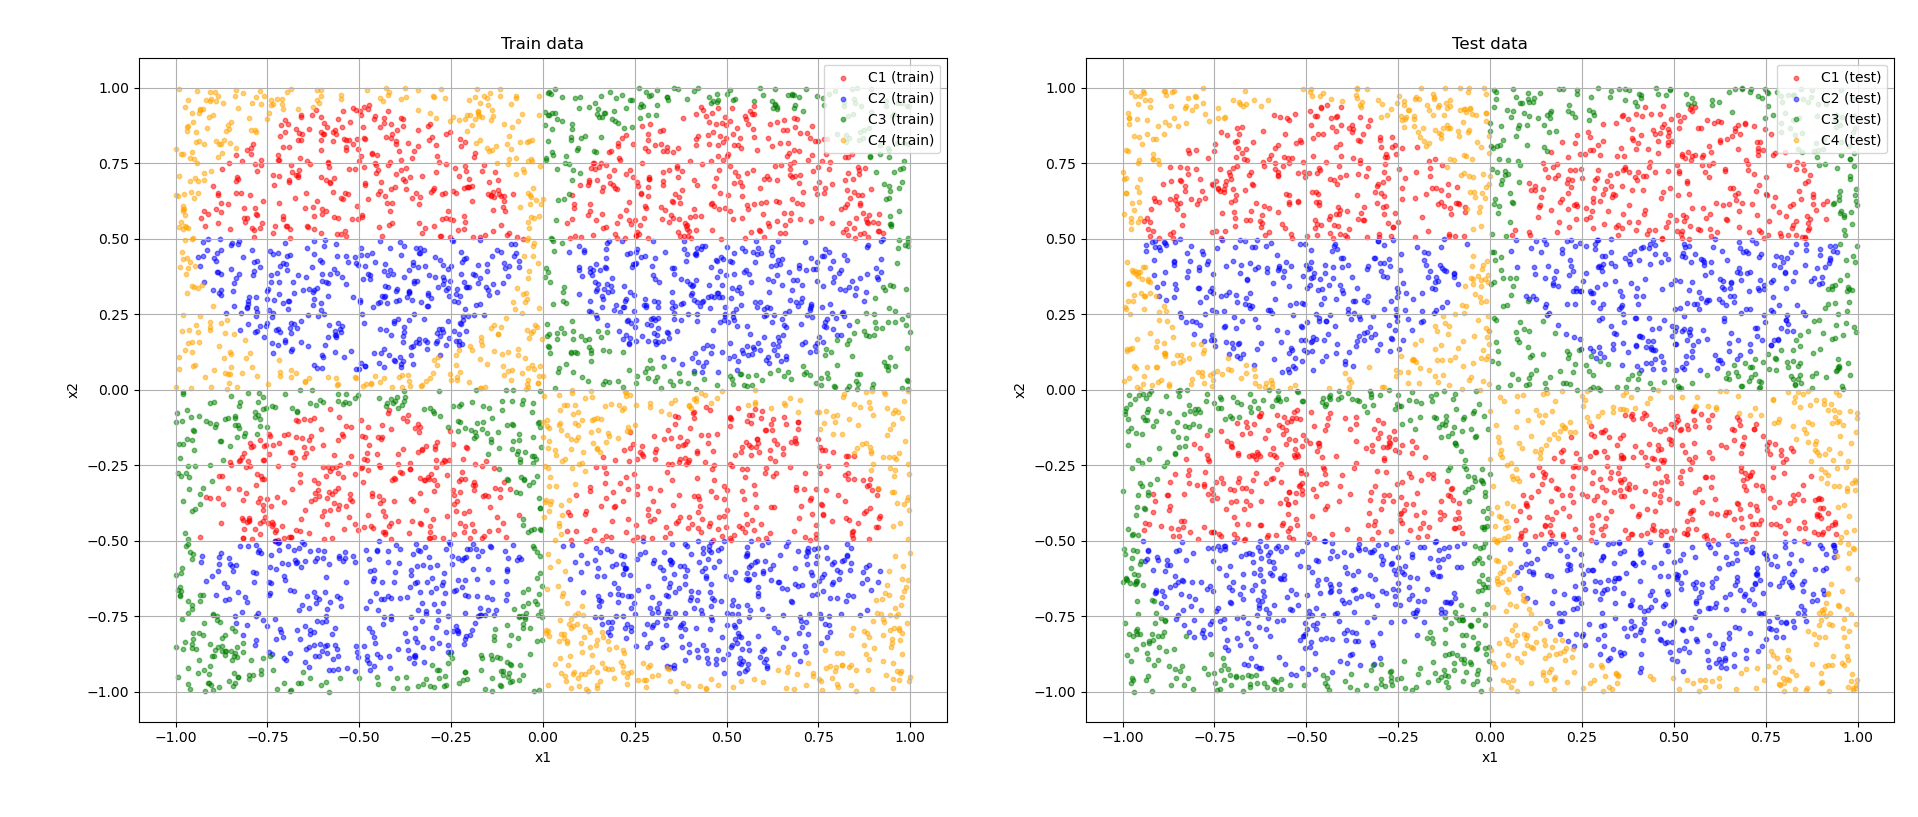 Train data
C1 (train)
C2 (train)
C3 (train)
C4 (train)
1.00
0.75
0.50
0.25
0.00
−0.25
−0.50
−0.75
−1.00
x2
−1.00 −0.75 −0.50 −0.25 0.00 0.25 0.50 0.75 1.00
x1
Test data
C1 (test)
C2 (test)
C3 (test)
C4 (test)
1.00
0.75
0.50
0.25
0.00
−0.25
−0.50
−0.75
−1.00
x2
−1.00 −0.75 −0.50 −0.25 0.00 0.25 0.50 0.75 1.00
x1